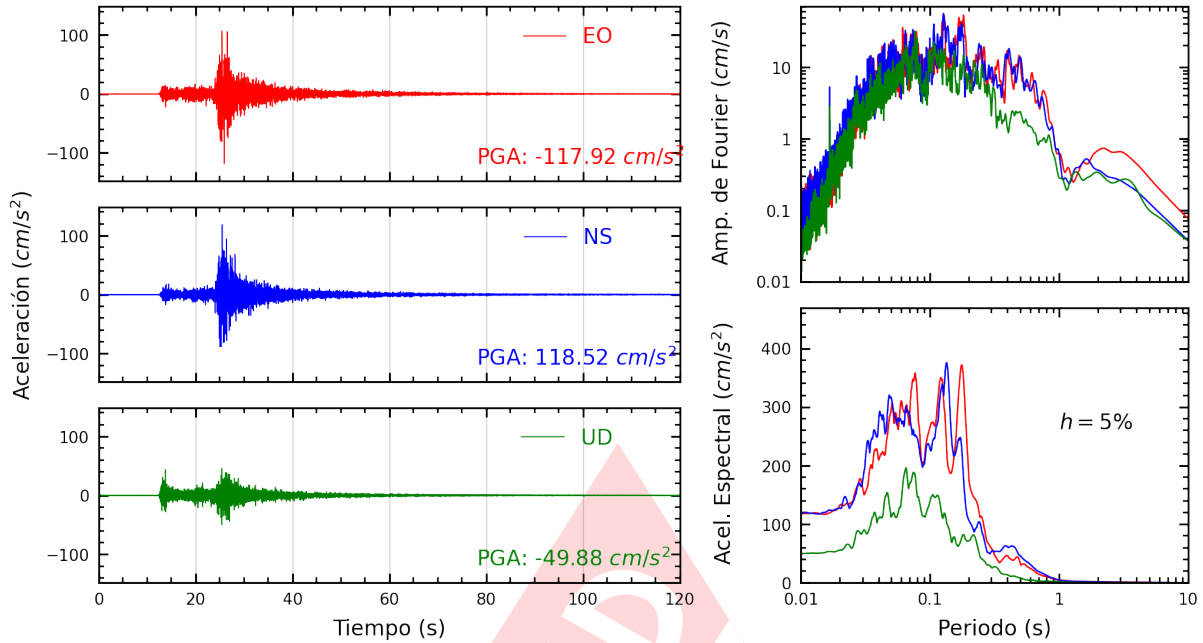 Aceleración (cm/s²)
100
0
−100
EO
PGA: -117.92 cm/s²
100
0
−100
NS
PGA: 118.52 cm/s²
100
0
−100
UD
PGA: -49.88 cm/s²
0 20 40 60 80 100 120
Tiempo (s)
Amp. de Fourier (cm/s)
10
1
0.1
0.01
Acel. Espectral (cm/s²)
400
300
200
100
0
h = 5%
0.01 0.1 1 10
Periodo (s)